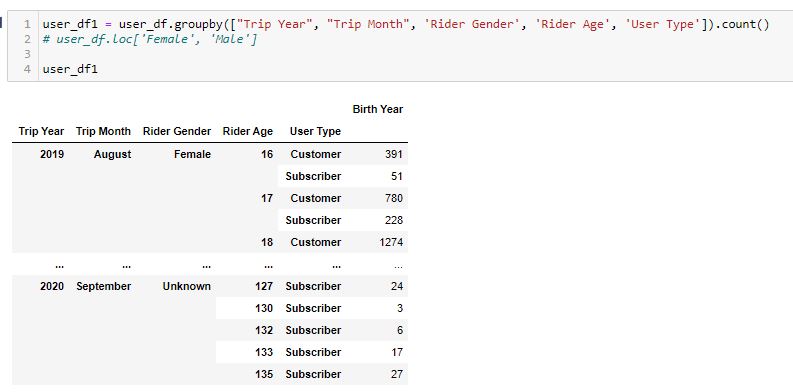 1 user_df1 = user_df.groupby(["Trip Year", "Trip Month", 'Rider Gender', 'Rider Age', 'User Type']).count()
2 # user_df.loc['Female', 'Male']
3
4 user_df1
Birth Year
Trip Year Trip Month Rider Gender Rider Age User Type
2019 August Female 16 Customer 391
Subscriber 51
17 Customer 780
Subscriber 228
18 Customer 1274
... ... ... ... ... ...
2020 September Unknown 127 Subscriber 24
130 Subscriber 3
132 Subscriber 6
133 Subscriber 17
135 Subscriber 27